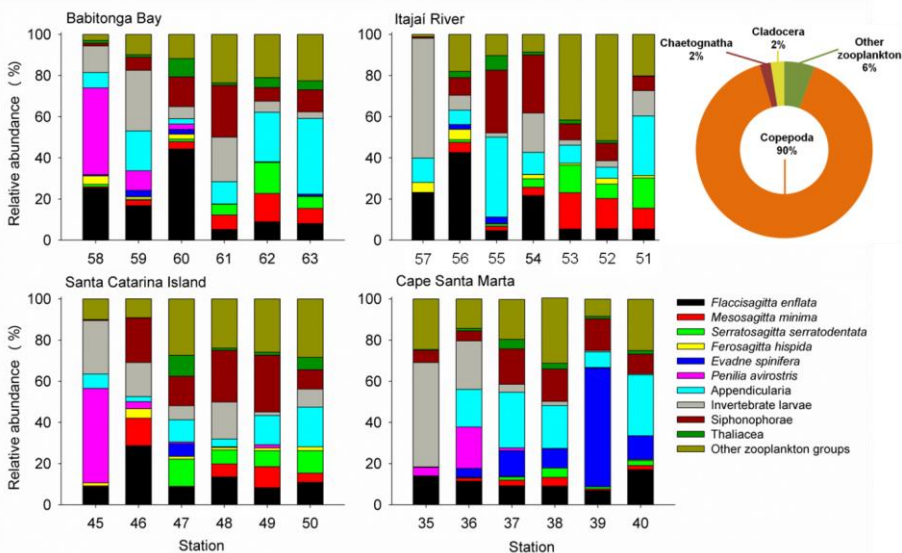 Babitonga Bay
Relative abundance (%)
100
80
60
40
20
0
58 59 60 61 62 63
Itajaí River
100
80
60
40
20
0
57 56 55 54 53 52 51
Chaetognatha
2%
Cladocera
2%
Other
zooplankton
6%
Copepoda
90%
Santa Catarina Island
Relative abundance (%)
100
80
60
40
20
0
45 46 47 48 49 50
Station
Cape Santa Marta
100
80
60
40
20
0
35 36 37 38 39 40
Station
Flaccisagitta enflata
Mesosagitta minima
Serratosagitta serratodentata
Ferosagitta hispida
Evadne spinifera
Penilia avirostris
Appendicularia
Invertebrate larvae
Siphonophorae
Thaliacea
Other zooplankton groups